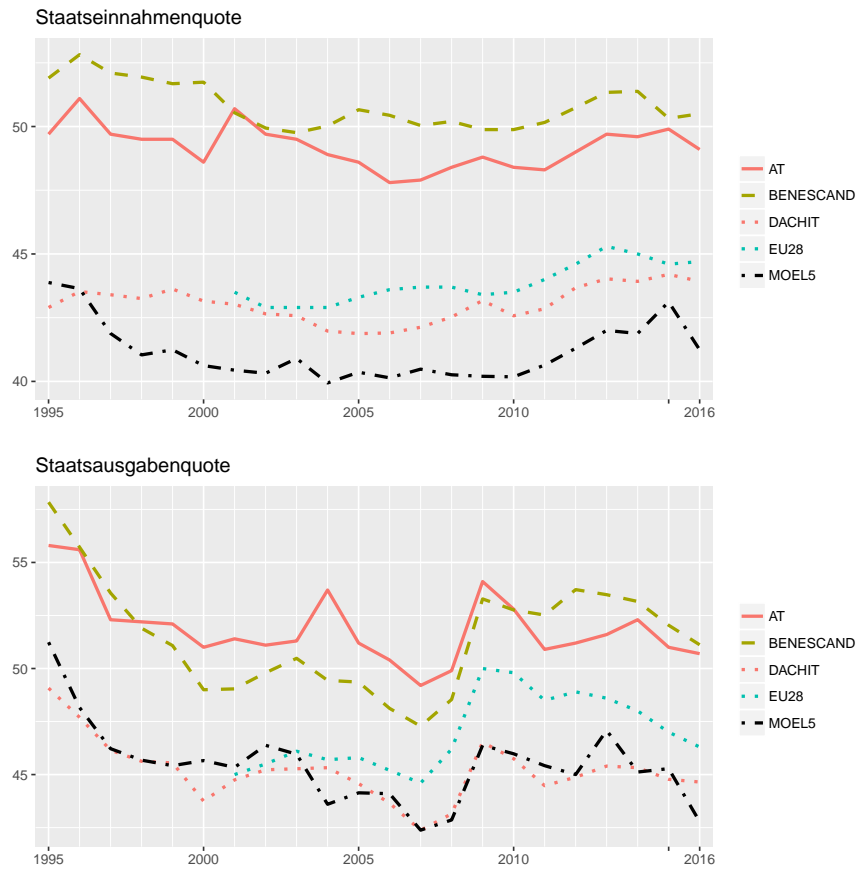 Staatseinnahmenquote
50
45
40
1995
2000
2005
2010
2016
AT
BENESCAND
DACHIT
EU28
MOEL5
Staatsausgabenquote
55
50
45
1995
2000
2005
2010
2016
AT
BENESCAND
DACHIT
EU28
MOEL5